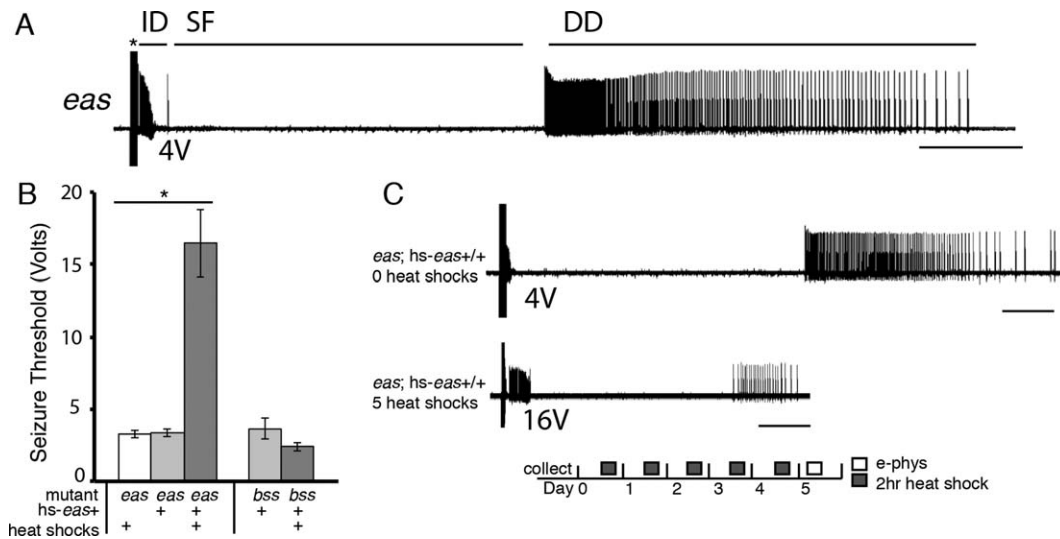 A
ID SF DD
*
eas
4V
B
20
15
10
5
0
Seizure Threshold (Volts)
*
mutant eas eas eas bss bss
hs-eas+ + + + +
heat shocks + + +
C
eas; hs-eas+/+
0 heat shocks
4V
eas; hs-eas+/+
5 heat shocks
16V
collect
Day 0 1 2 3 4 5
e-phys
2hr heat shock